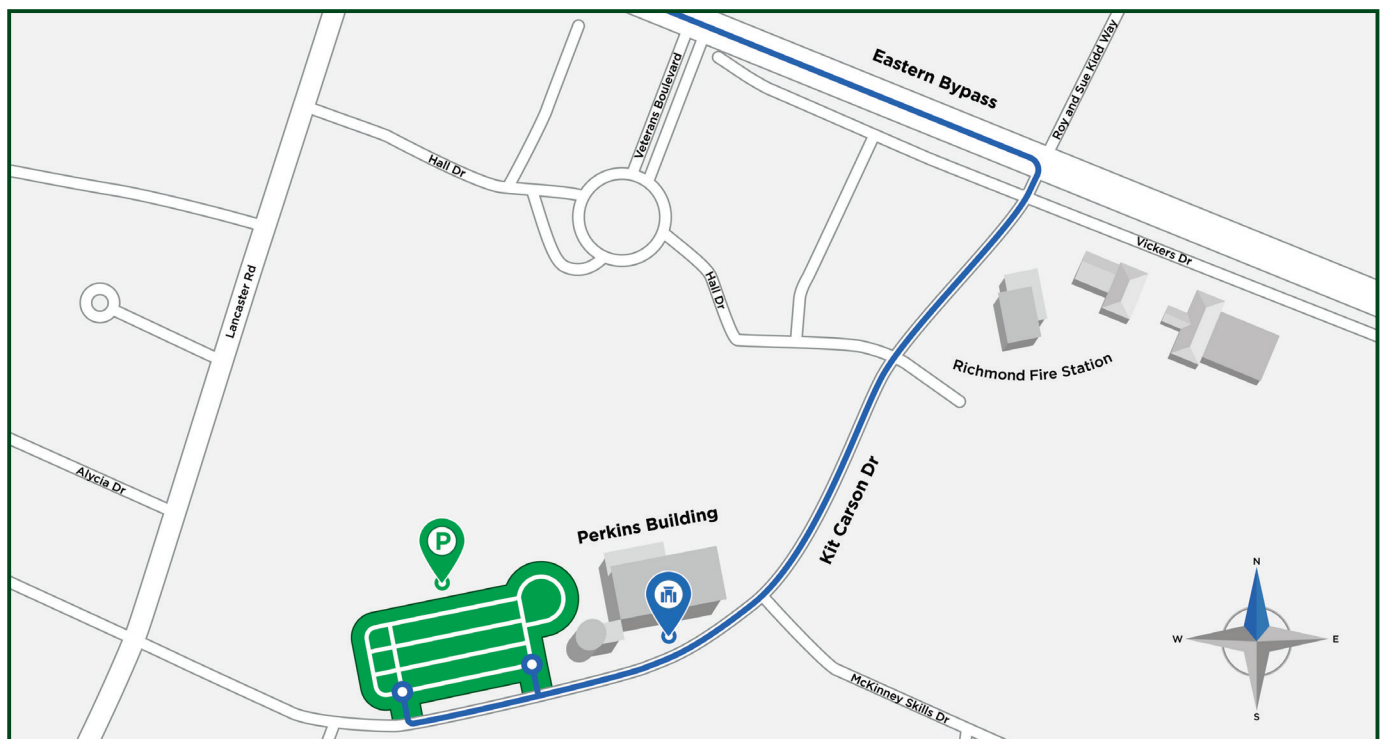 Eastern Bypass
Roy and Sue Kidd Way
Veterans Boulevard
Hall Dr
Vickers Dr
Lancaster Rd
Hall Dr
Richmond Fire Station
Alycia Dr
Kit Carson Dr
Perkins Building
P
McKinney Skills Dr
N
W
E
S